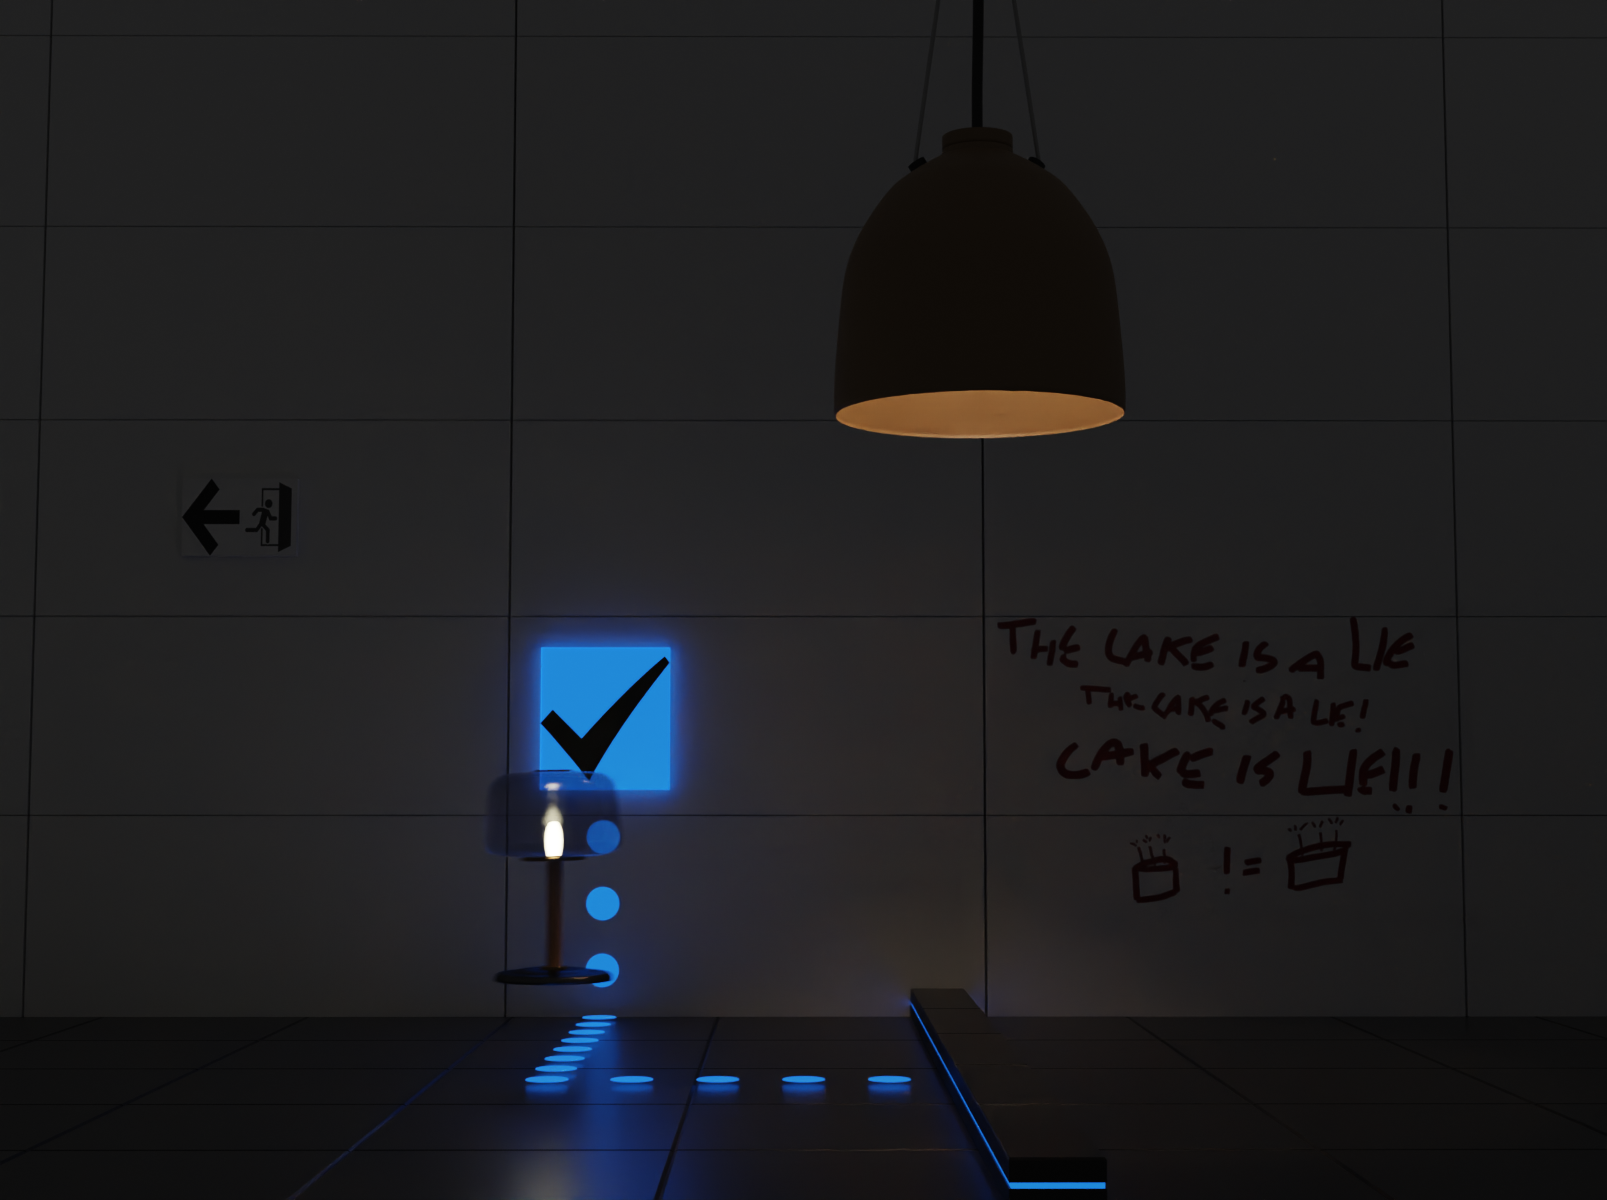 THE CAKE IS A LIE
THE CAKE IS A LIE!
CAKE IS LIE!!!
!=